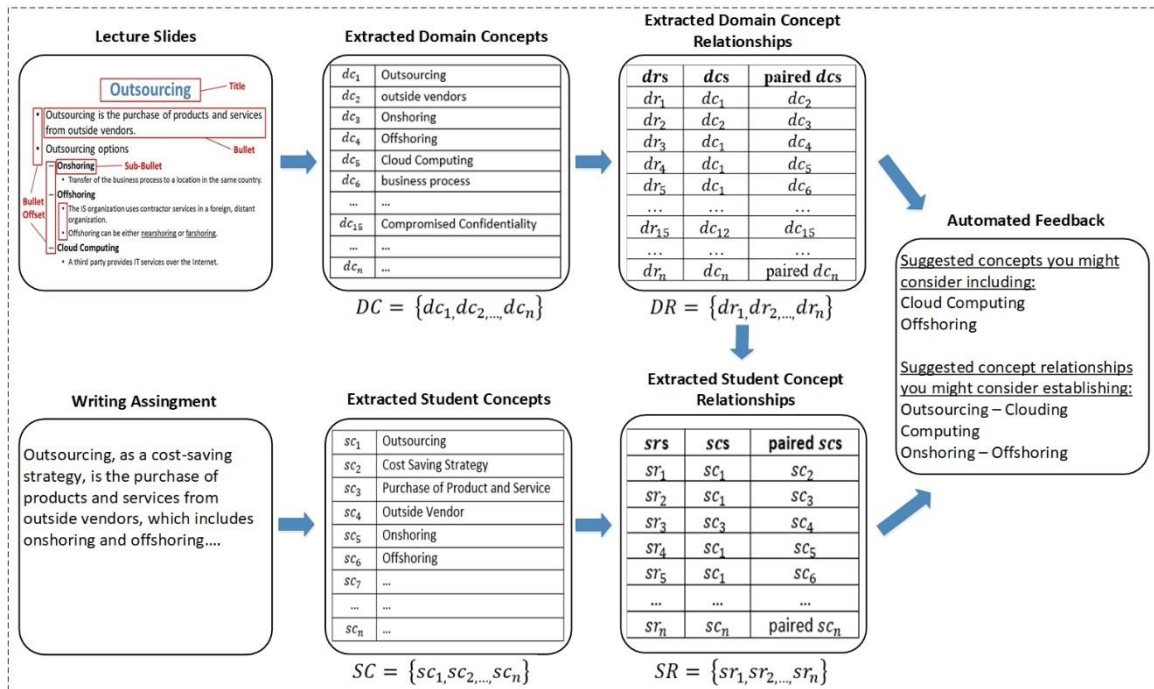 Lecture Slides
Outsourcing
Title
• Outsourcing is the purchase of products and services
from outside vendors.
Bullet
• Outsourcing options
– Onshoring
Sub-Bullet
• Transfer of the business process to a location in the same country.
– Offshoring
Bullet
Offset
• The IS organization uses contractor services in a foreign, distant
organization.
• Offshoring can be either nearshoring or farshoring.
– Cloud Computing
• A third party provides IT services over the Internet.
Extracted Domain Concepts
dc1 Outsourcing
dc2 outside vendors
dc3 Onshoring
dc4 Offshoring
dc5 Cloud Computing
dc6 business process
... ...
dc15 Compromised Confidentiality
... ...
dcn ...
DC = {dc1,dc2,...,dcn}
Extracted Domain Concept
Relationships
drs dcs paired dcs
dr1 dc1 dc2
dr2 dc2 dc3
dr3 dc1 dc4
dr4 dc1 dc5
dr5 dc1 dc6
... ... ...
dr15 dc12 dc15
... ... ...
drn dcn paired dcn
DR = {dr1,dr2,...,drn}
Writing Assingment
Outsourcing, as a cost-saving
strategy, is the purchase of
products and services from
outside vendors, which includes
onshoring and offshoring....
Extracted Student Concepts
sc1 Outsourcing
sc2 Cost Saving Strategy
sc3 Purchase of Product and Service
sc4 Outside Vendor
sc5 Onshoring
sc6 Offshoring
sc7 ...
... ...
scn ...
SC = {sc1,sc2,...,scn}
Extracted Student Concept
Relationships
srs scs paired scs
sr1 sc1 sc2
sr2 sc1 sc3
sr3 sc3 sc4
sr4 sc1 sc5
sr5 sc1 sc6
... ... ...
srn scn paired scn
SR = {sr1,sr2,...,srn}
Automated Feedback
Suggested concepts you might
consider including:
Cloud Computing
Offshoring
Suggested concept relationships
you might consider establishing:
Outsourcing – Clouding
Computing
Onshoring – Offshoring